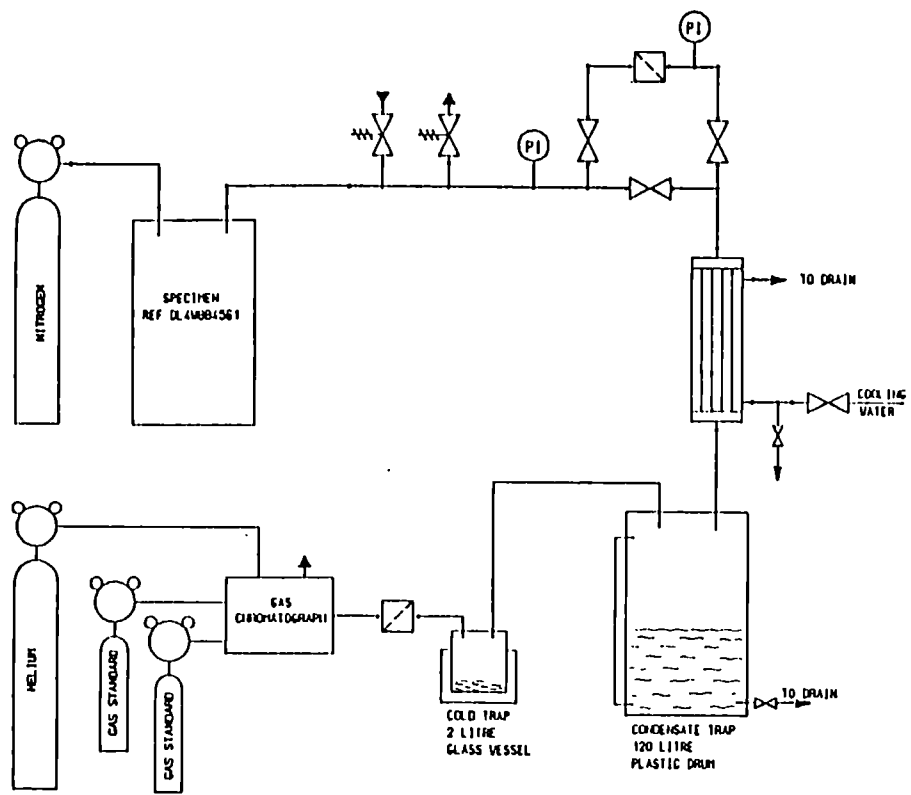 PI
PI
NITROGEN
SPECIMEN
REF DL4WUB4561
TO DRAIN
COOLING
WATER
HELIUM
GAS STANDARD
GAS STANDARD
GAS
CHROMATOGRAPH
COLD TRAP
2 LITRE
GLASS VESSEL
TO DRAIN
CONDENSATE TRAP
120 LITRE
PLASTIC DRUM